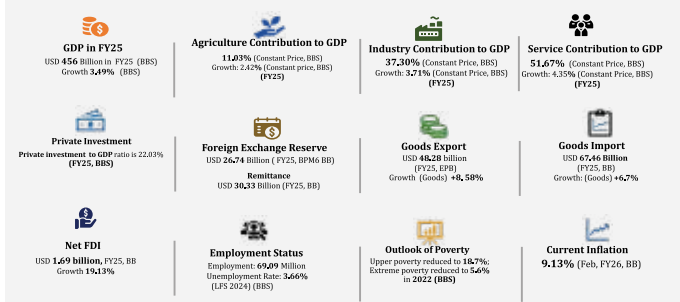 GDP in FY25
USD 456 Billion in FY25 (BBS)
Growth 3.49% (BBS)
Agriculture Contribution to GDP
11.03% (Constant Price, BBS)
Growth: 2.42% (Constant price, BBS)
(FY25)
Industry Contribution to GDP
37.30% (Constant Price, BBS)
Growth: 3.71% (Constant Price, BBS)
(FY25)
Service Contribution to GDP
51.67% (Constant Price, BBS)
Growth: 4.35% (Constant Price, BBS)
(FY25)
Private Investment
Private investment to GDP ratio is 22.03%
(FY25, BBS)
Foreign Exchange Reserve
USD 26.74 Billion ( FY25, BPM6 BB)
Remittance
USD 30.33 Billion (FY25, BB)
Goods Export
USD 48.28 billion
(FY25, EPB)
Growth (Goods) +8.58%
Goods Import
USD 67.46 Billion
(FY25, BB)
Growth: (Goods) +6.7%
Net FDI
USD 1.69 billion, FY25, BB
Growth 19.13%
Employment Status
Employment: 69.09 Million
Unemployment Rate: 3.66%
(LFS 2024) (BBS)
Outlook of Poverty
Upper poverty reduced to 18.7%;
Extreme poverty reduced to 5.6%
in 2022 (BBS)
Current Inflation
9.13% (Feb, FY26, BB)